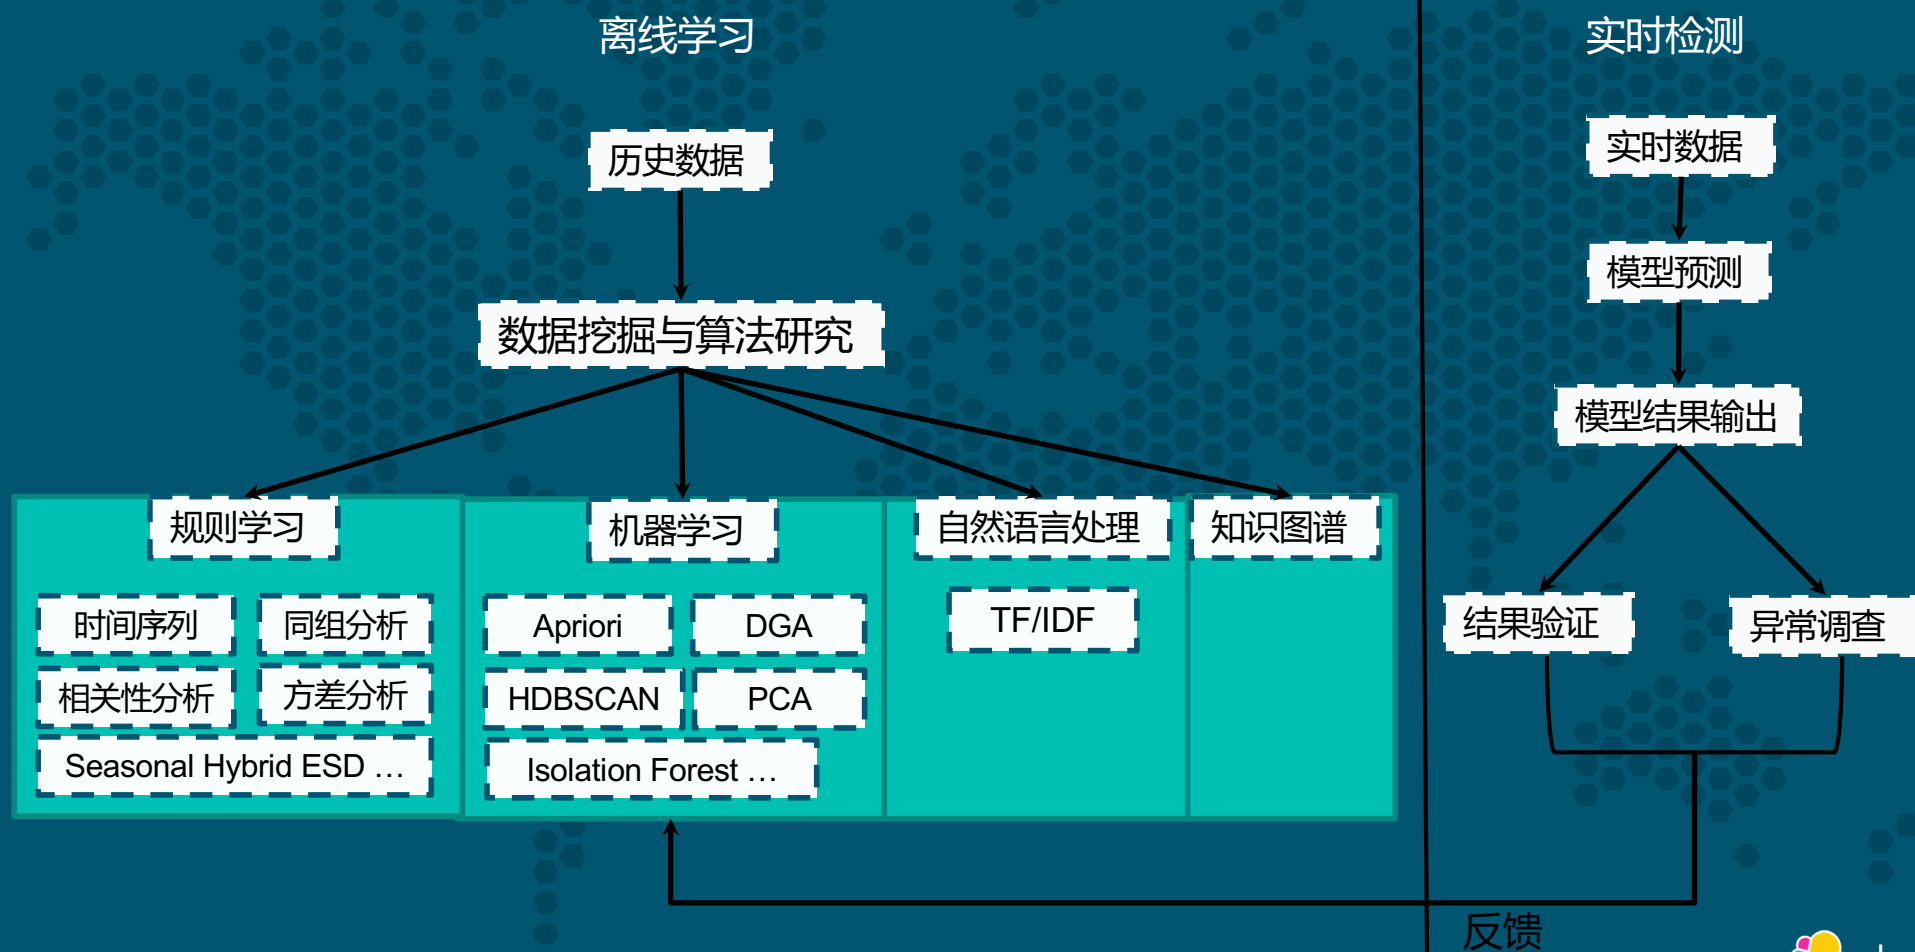 离线学习
实时检测
历史数据
数据挖掘与算法研究
规则学习
机器学习
自然语言处理
知识图谱
时间序列
同组分析
相关性分析
方差分析
Seasonal Hybrid ESD …
Apriori
DGA
HDBSCAN
PCA
Isolation Forest …
TF/IDF
实时数据
模型预测
模型结果输出
结果验证
异常调查
反馈